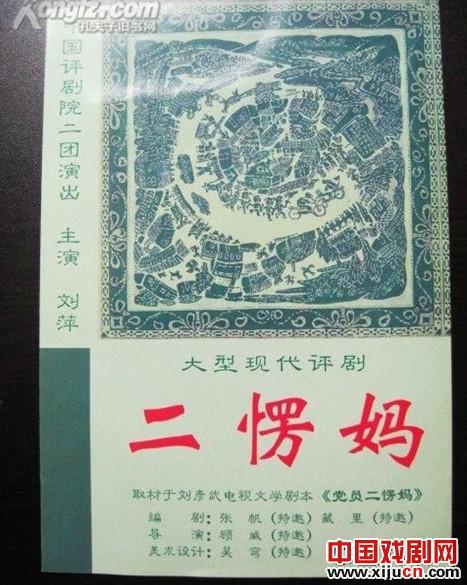 kongfz.com
孔夫子旧书网
中国评剧院二团演出 主演 刘萍
大型现代评剧
二愣妈
取材于刘彦武电视文学剧本《党员二愣妈》
编 剧：张 帆（特邀）藏 里（特邀）
导 演：顾 威（特邀）
美术设计：吴 穹（特邀）
中国戏剧网
www.xijucn.com